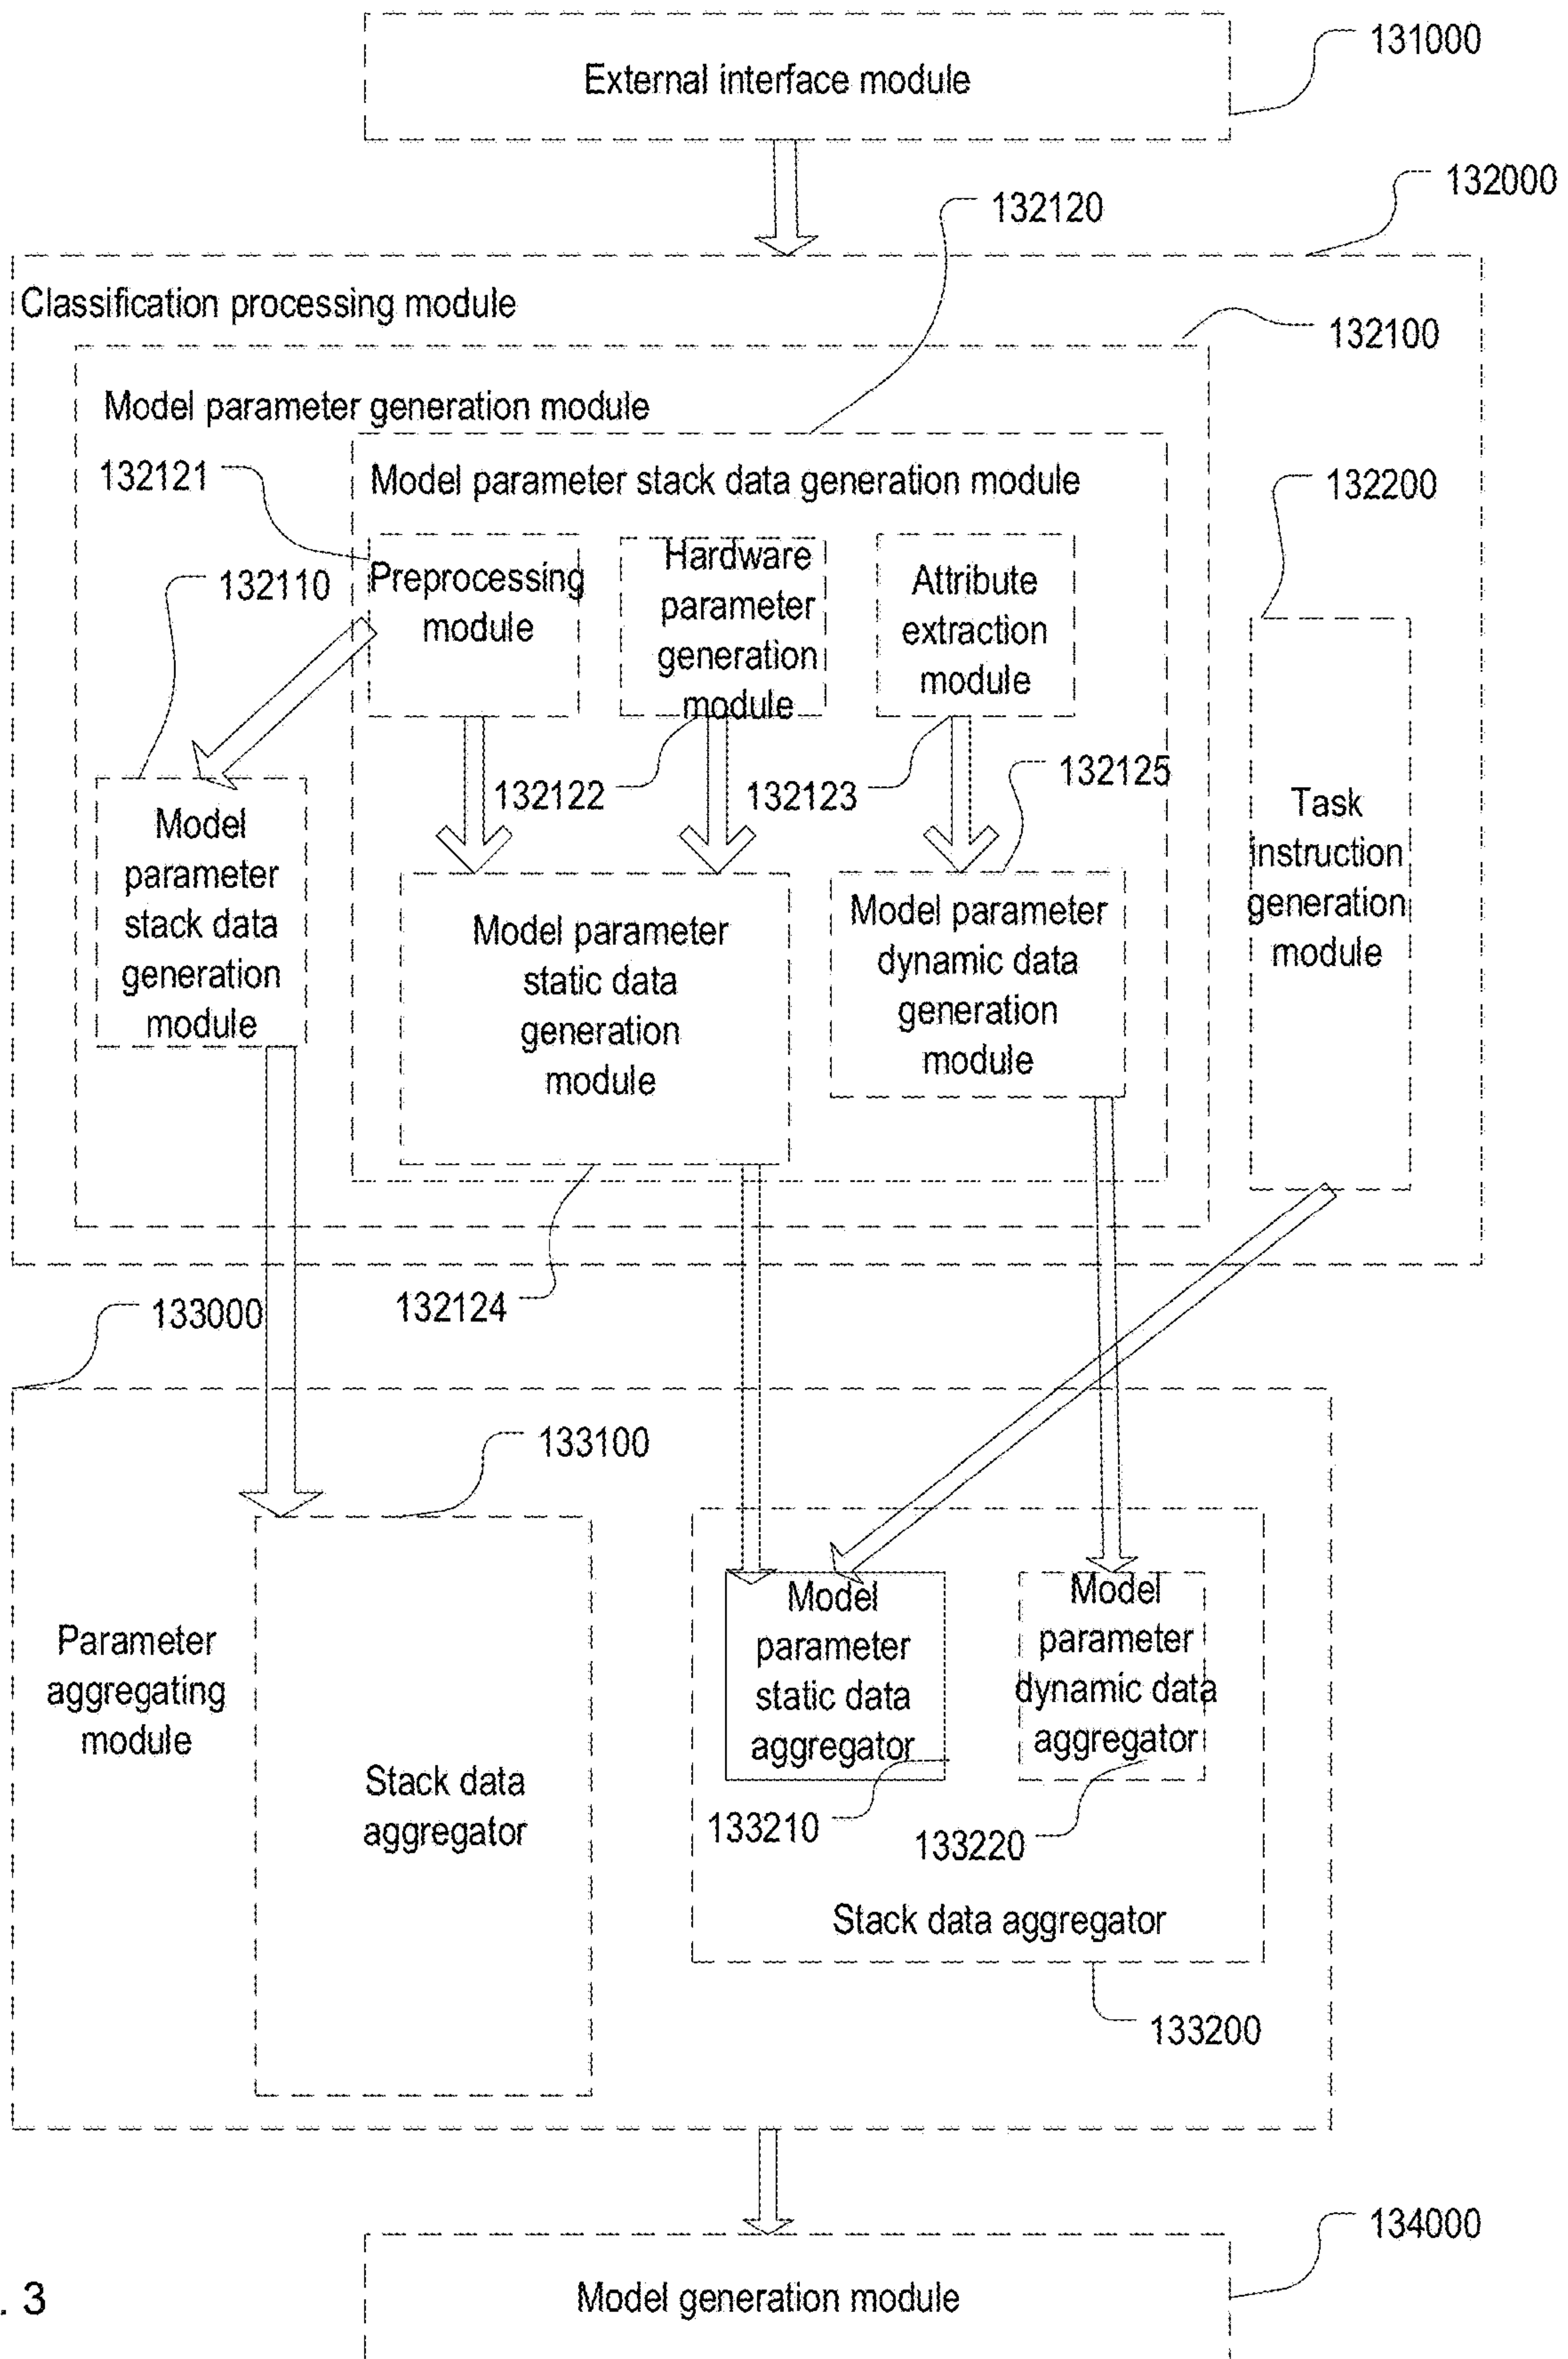 131000
External interface module
132000
132120
Classification processing module
132100
Model parameter generation module
132121
Model parameter stack data generation module
132200
132110
Preprocessing
module
Hardware
parameter
generation
module
Attribute
extraction
module
132122
132123
132125
Model
parameter
stack data
generation
module
Model parameter
static data
generation
module
Model parameter
dynamic data
generation
module
Task
instruction
generation
module
132124
133000
133100
Parameter
aggregating
module
Stack data
aggregator
Model
parameter
static data
aggregator
Model
parameter
dynamic data
aggregator
133210
133220
Stack data aggregator
133200
134000
Model generation module
. 3